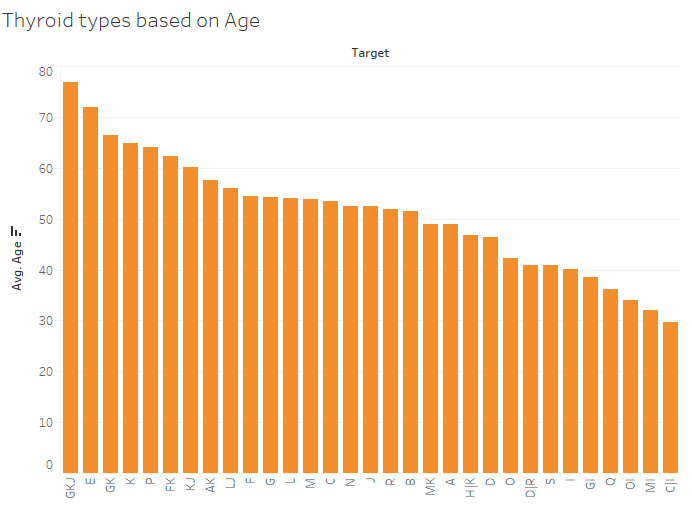 Thyroid types based on Age
Target
Avg. Age
80
70
60
50
40
30
20
10
0
GKJ
E
GK
K
P
FK
KJ
AK
LJ
F
G
L
M
C
N
J
R
B
MK
A
H|K
D
O
D|R
S
I
GI
Q
OI
MI
C|I